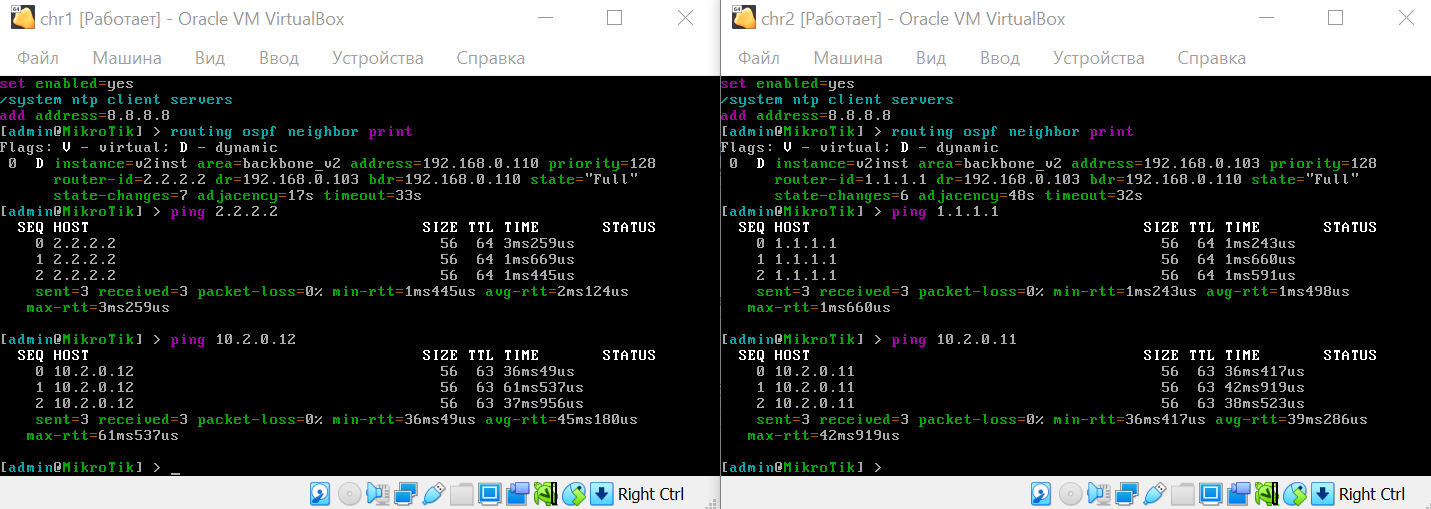 chr1 [Работает] - Oracle VM VirtualBox
Файл Машина Вид Ввод Устройства Справка
set enabled=yes
/system ntp client servers
add address=8.8.8.8
[admin@MikroTik] > routing ospf neighbor print
Flags: V - virtual; D - dynamic
0 D instance=v2inst area=backbone_v2 address=192.168.0.110 priority=128
router-id=2.2.2.2 dr=192.168.0.103 bdr=192.168.0.110 state="Full"
state-changes=7 adjacency=17s timeout=33s
[admin@MikroTik] > ping 2.2.2.2
SEQ HOST SIZE TTL TIME STATUS
0 2.2.2.2 56 64 3ms259us
1 2.2.2.2 56 64 1ms669us
2 2.2.2.2 56 64 1ms445us
sent=3 received=3 packet-loss=0% min-rtt=1ms445us avg-rtt=2ms124us
max-rtt=3ms259us
[admin@MikroTik] > ping 10.2.0.12
SEQ HOST SIZE TTL TIME STATUS
0 10.2.0.12 56 63 36ms49us
1 10.2.0.12 56 63 61ms537us
2 10.2.0.12 56 63 37ms956us
sent=3 received=3 packet-loss=0% min-rtt=36ms49us avg-rtt=45ms180us
max-rtt=61ms537us
[admin@MikroTik] > _
Right Ctrl
chr2 [Работает] - Oracle VM VirtualBox
Файл Машина Вид Ввод Устройства Справка
set enabled=yes
/system ntp client servers
add address=8.8.8.8
[admin@MikroTik] > routing ospf neighbor print
Flags: V - virtual; D - dynamic
0 D instance=v2inst area=backbone_v2 address=192.168.0.103 priority=128
router-id=1.1.1.1 dr=192.168.0.103 bdr=192.168.0.110 state="Full"
state-changes=6 adjacency=48s timeout=32s
[admin@MikroTik] > ping 1.1.1.1
SEQ HOST SIZE TTL TIME STATUS
0 1.1.1.1 56 64 1ms243us
1 1.1.1.1 56 64 1ms660us
2 1.1.1.1 56 64 1ms591us
sent=3 received=3 packet-loss=0% min-rtt=1ms243us avg-rtt=1ms498us
max-rtt=1ms660us
[admin@MikroTik] > ping 10.2.0.11
SEQ HOST SIZE TTL TIME STATUS
0 10.2.0.11 56 63 36ms417us
1 10.2.0.11 56 63 42ms919us
2 10.2.0.11 56 63 38ms523us
sent=3 received=3 packet-loss=0% min-rtt=36ms417us avg-rtt=39ms286us
max-rtt=42ms919us
[admin@MikroTik] >
Right Ctrl